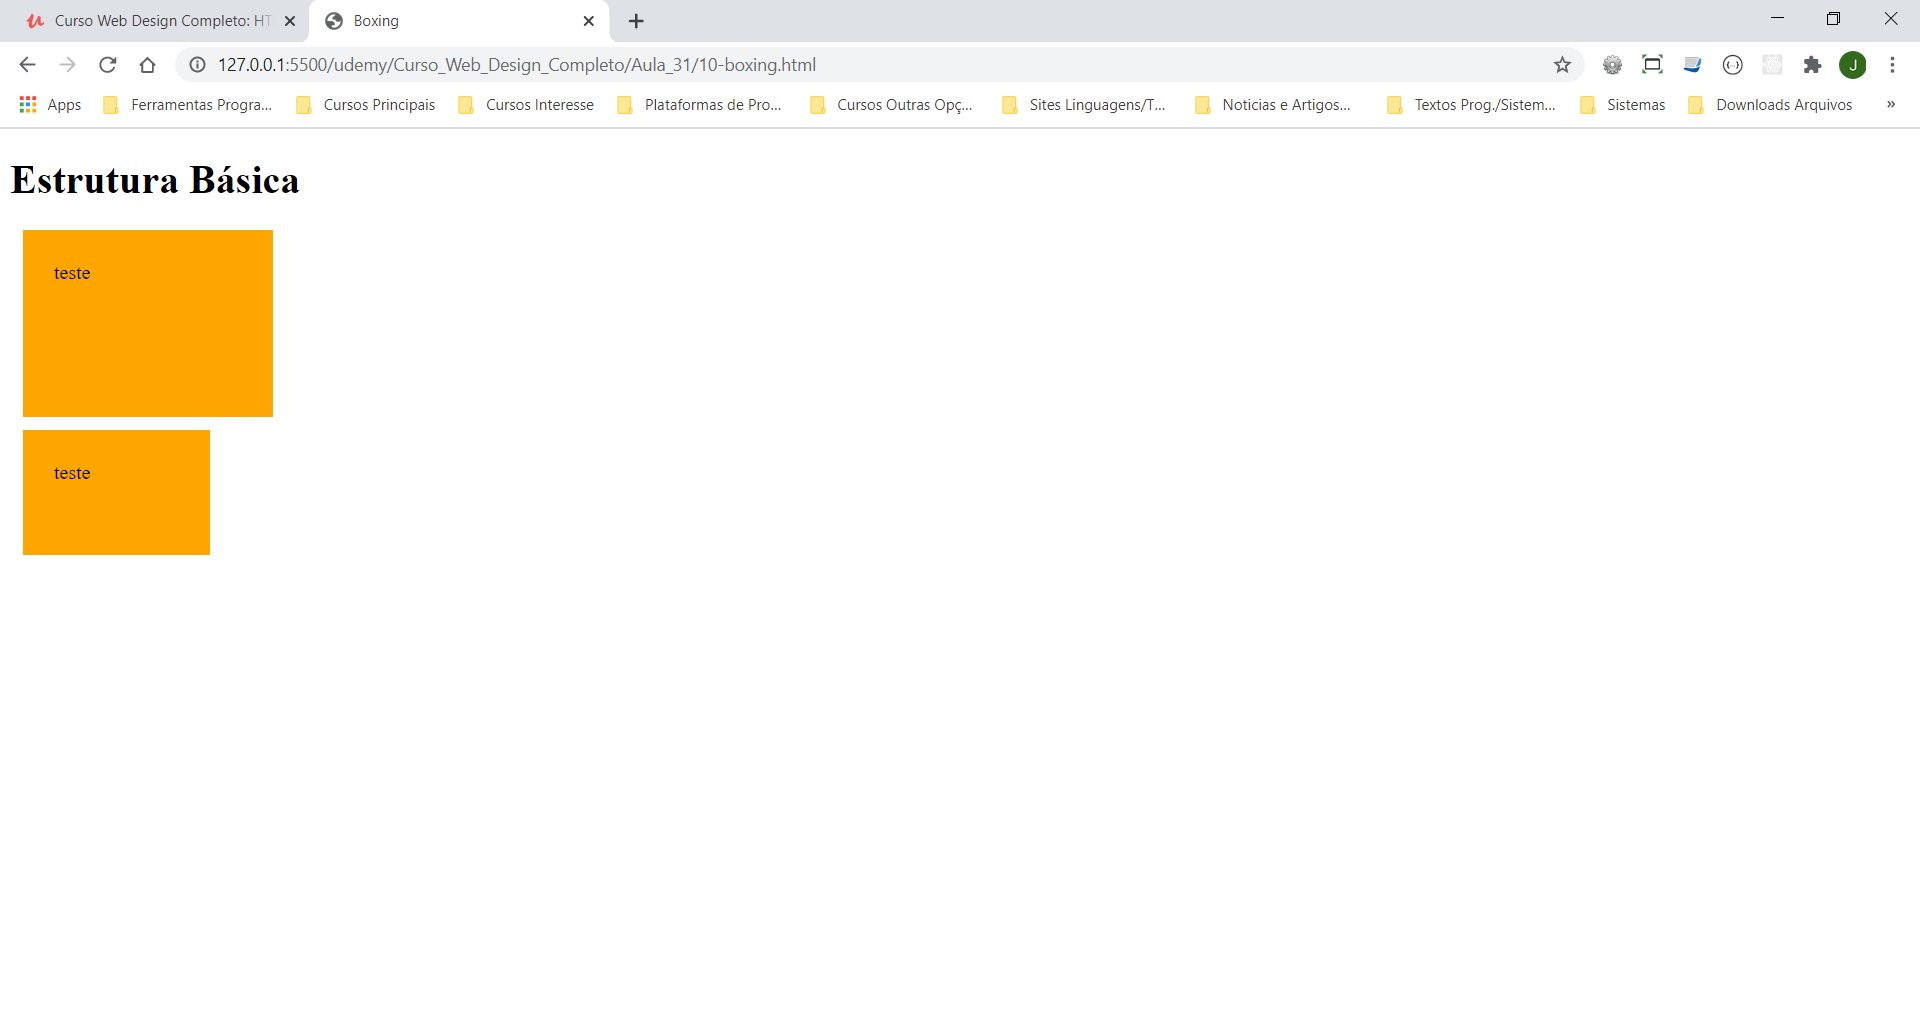 Curso Web Design Completo: HT
Boxing
127.0.0.1:5500/udemy/Curso_Web_Design_Completo/Aula_31/10-boxing.html
J
Apps Ferramentas Progra... Cursos Principais Cursos Interesse Plataformas de Pro... Cursos Outras Opç... Sites Linguagens/T... Noticias e Artigos... Textos Prog./Sistem... Sistemas Downloads Arquivos »
Estrutura Básica
teste
teste